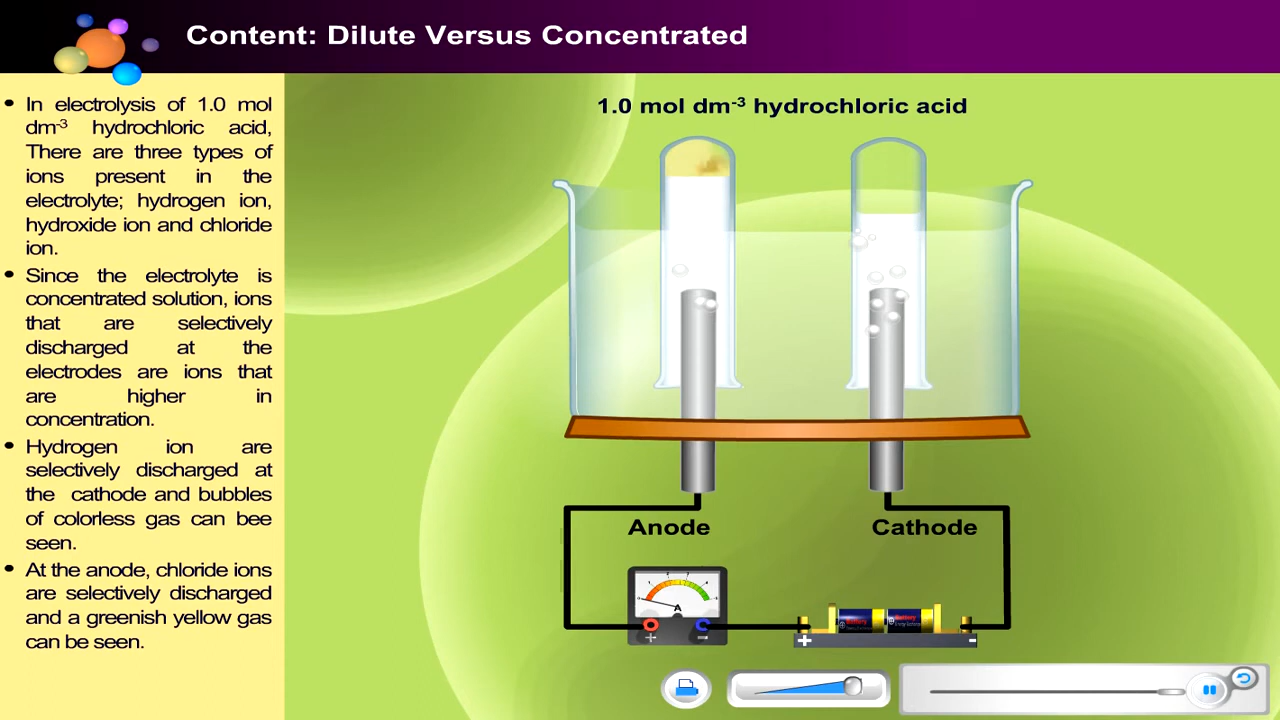 Content: Dilute Versus Concentrated
• In electrolysis of 1.0 mol
dm-3 hydrochloric acid,
There are three types of
ions present in the
electrolyte; hydrogen ion,
hydroxide ion and chloride
ion.
• Since the electrolyte is
concentrated solution, ions
that are selectively
discharged at the
electrodes are ions that
are higher in
concentration.
• Hydrogen ion are
selectively discharged at
the cathode and bubbles
of colorless gas can bee
seen.
• At the anode, chloride ions
are selectively discharged
and a greenish yellow gas
can be seen.
1.0 mol dm-3 hydrochloric acid
Anode
Cathode
A
+ -
Battery
Battery
+ -